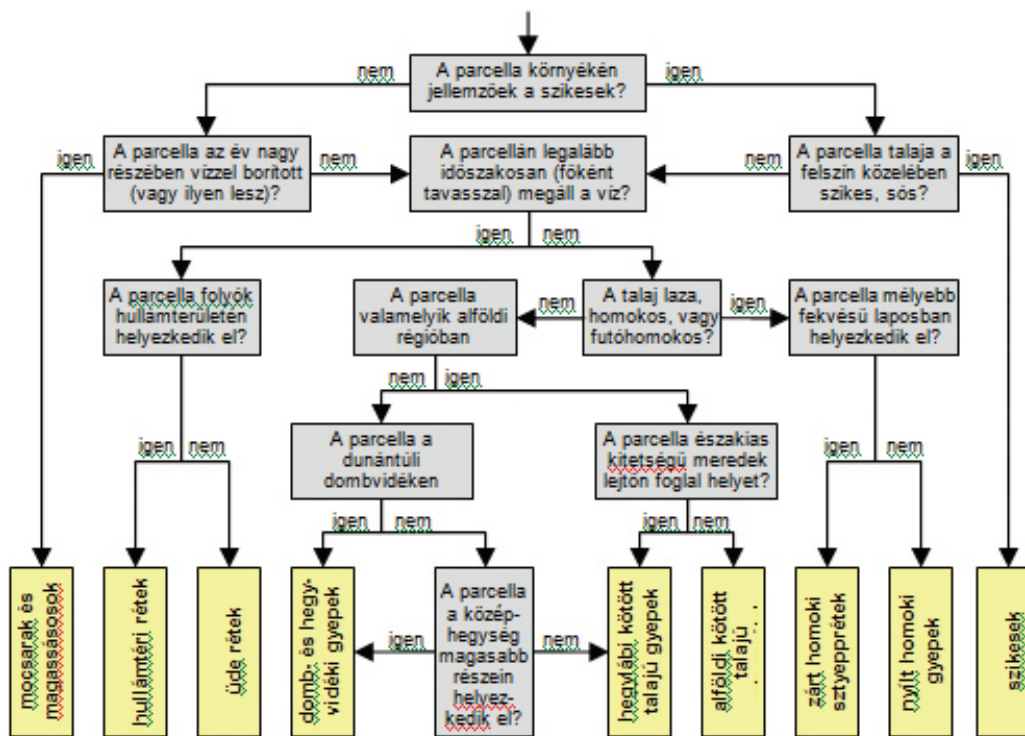 A parcella környékén
jellemzőek a szikesek?
nem
igen
A parcella az év nagy
részében vízzel borított
(vagy ilyen lesz)?
igen
nem
A parcellán legalább
időszakosan (főként
tavasszal) megáll a víz?
A parcella talaja a
felszín közelében
szikes, sós?
nem
igen
igen
nem
A parcella folyók
hullámterületén
helyezkedik el?
A parcella
valamelyik alföldi
régióban
nem
A talaj laza,
homokos, vagy
futóhomokos?
igen
A parcella mélyebb
fekvésű laposban
helyezkedik el?
nem
igen
igen
nem
A parcella a
dunántúli
dombvidéken
A parcella északias
kitetségű meredek
lejtőn foglal helyet?
igen
nem
igen
nem
igen
nem
mocsarak és
magassásosok
hullámtéri rétek
üde rétek
domb- és hegy-
vidéki gyepek
igen
A parcella
a közép-
hegység
magasabb
részein
helyez-
kedik el?
nem
hegylábi kötött
talajú gyepek
alföldi kötött
talajú
zárt homoki
sztyepprétek
nyílt homoki
gyepek
szikesek